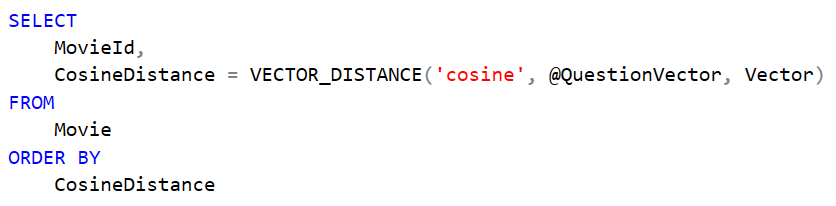 SELECT
    MovieId,
    CosineDistance = VECTOR_DISTANCE('cosine', @QuestionVector, Vector)
FROM
    Movie
ORDER BY
    CosineDistance